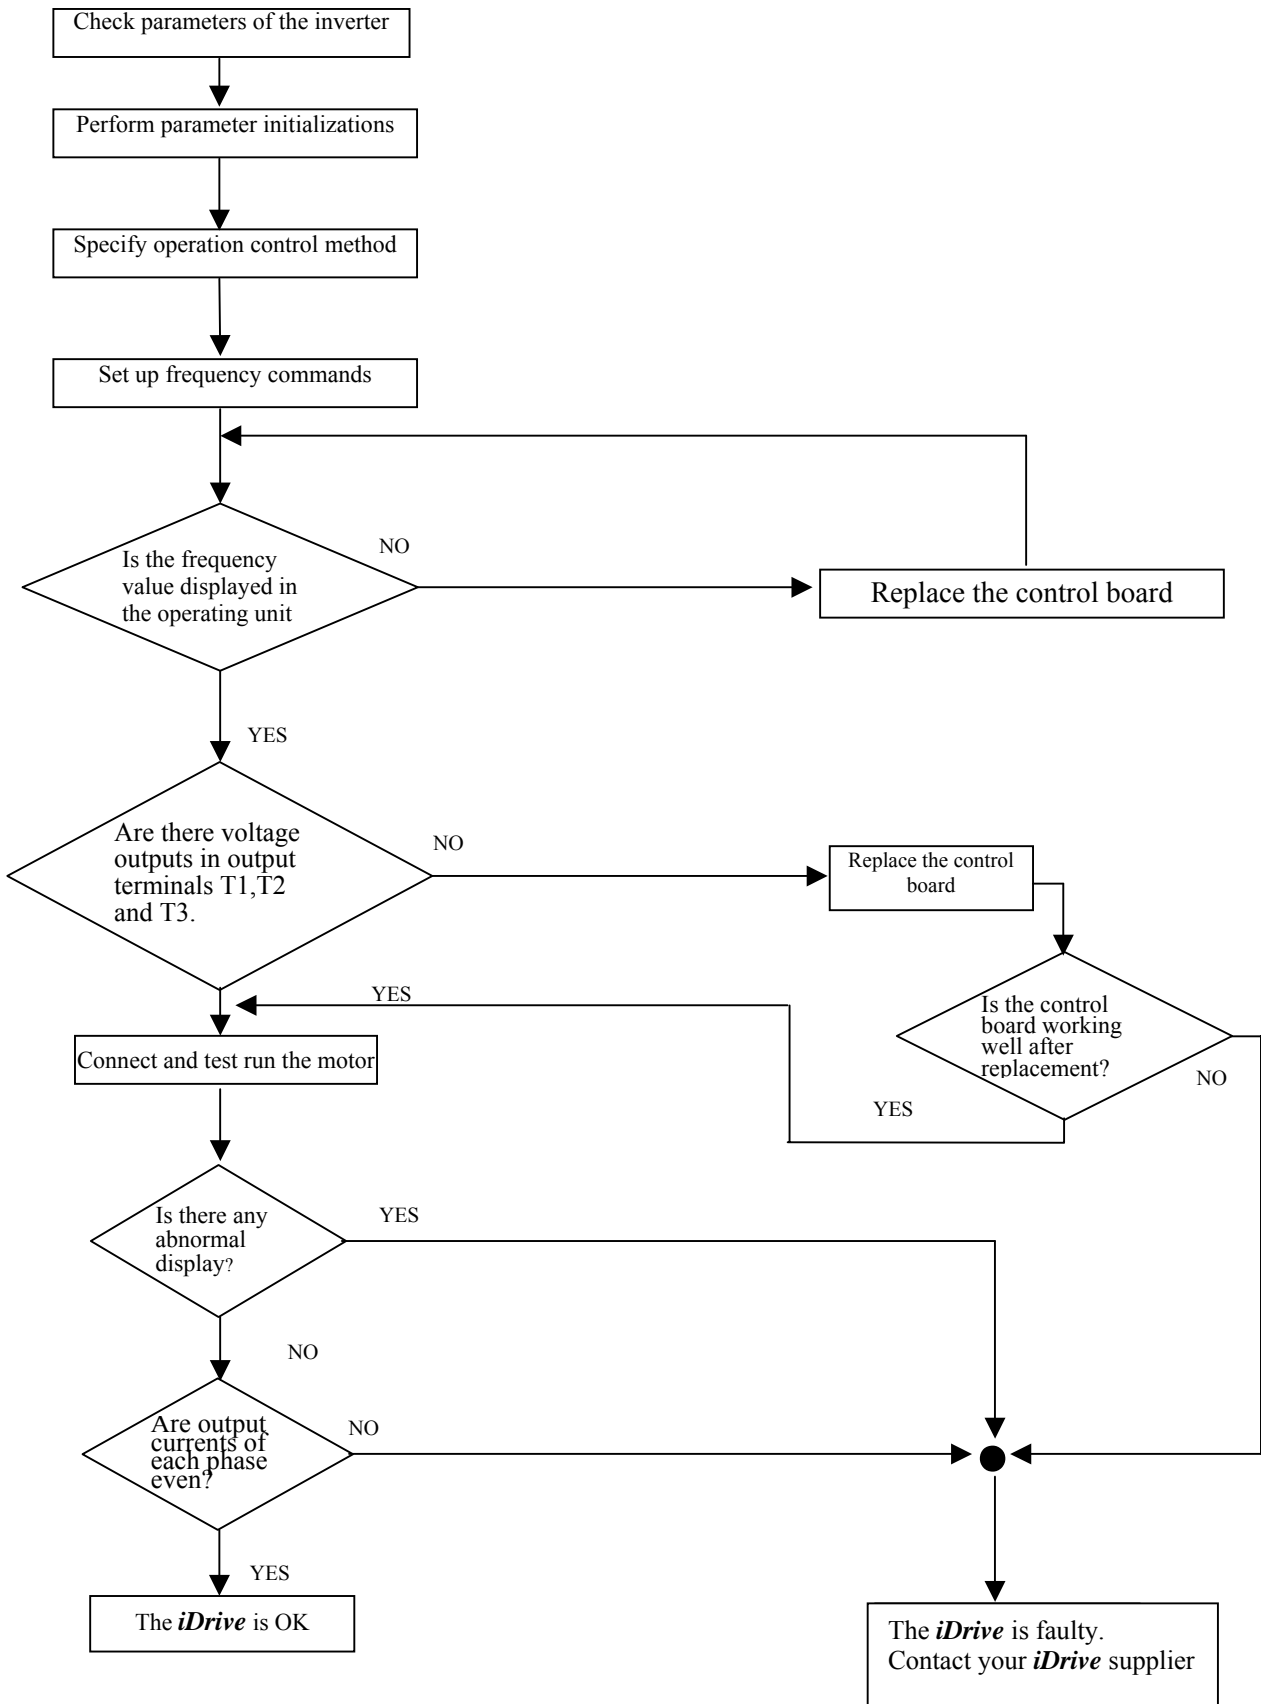 Check parameters of the inverter
Perform parameter initializations
Specify operation control method
Set up frequency commands
Is the frequency
value displayed in
the operating unit
NO
Replace the control board
YES
Are there voltage
outputs in output
terminals T1,T2
and T3.
NO
Replace the control
board
Is the control
board working
well after
replacement?
NO
YES
YES
Connect and test run the motor
Is there any
abnormal
display?
YES
NO
Are output
currents of
each phase
even?
NO
YES
The iDrive is OK
The iDrive is faulty.
Contact your iDrive supplier